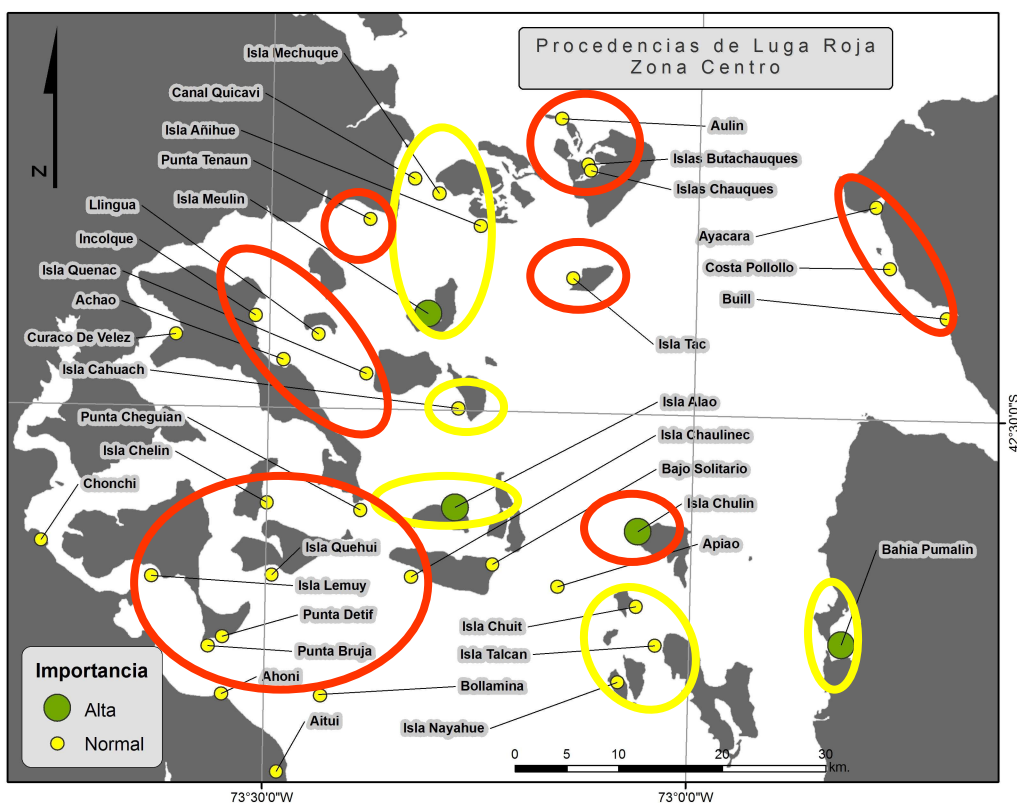 Procedencias de Luga Roja
Zona Centro
Isla Mechuque
Canal Quicavi
Isla Añihue
Punta Tenaun
Isla Meulin
Llingua
Incolque
Isla Quenac
Achao
Curaco De Velez
Isla Cahuach
Punta Cheguian
Isla Chelin
Chonchi
Aulin
Islas Butachauques
Islas Chauques
Ayacara
Costa Pollollo
Buill
Isla Tac
Isla Alao
Isla Chaulinec
Bajo Solitario
Isla Chulin
Apiao
Bahia Pumalin
Isla Quehui
Isla Lemuy
Punta Detif
Punta Bruja
Ahoni
Bollamina
Aitui
Isla Chuit
Isla Talcan
Isla Nayahue
N
42°30'0"S
Importancia
Alta
Normal
0 5 10 20 30
km.
73°30'0"W
73°0'0"W